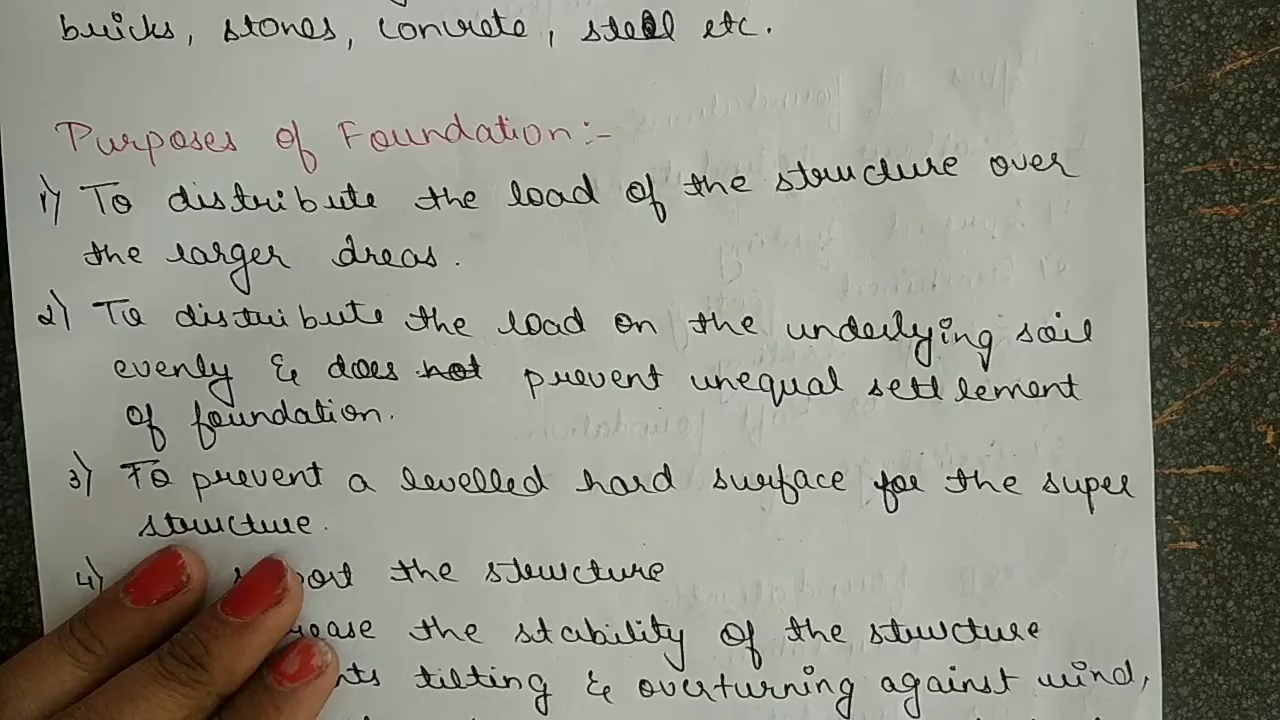 bricks, stones, concrete, steel etc.
Purposes of Foundation:-
1) To distribute the load of the structure over
the larger areas.
2) To distribute the load on the underlying soil
evenly & does not prevent unequal settlement
of foundation.
3) To prevent a levelled hard surface for the super
structure.
4) port the structure
rease the stability of the structure
nts tilting & overturning against wind,